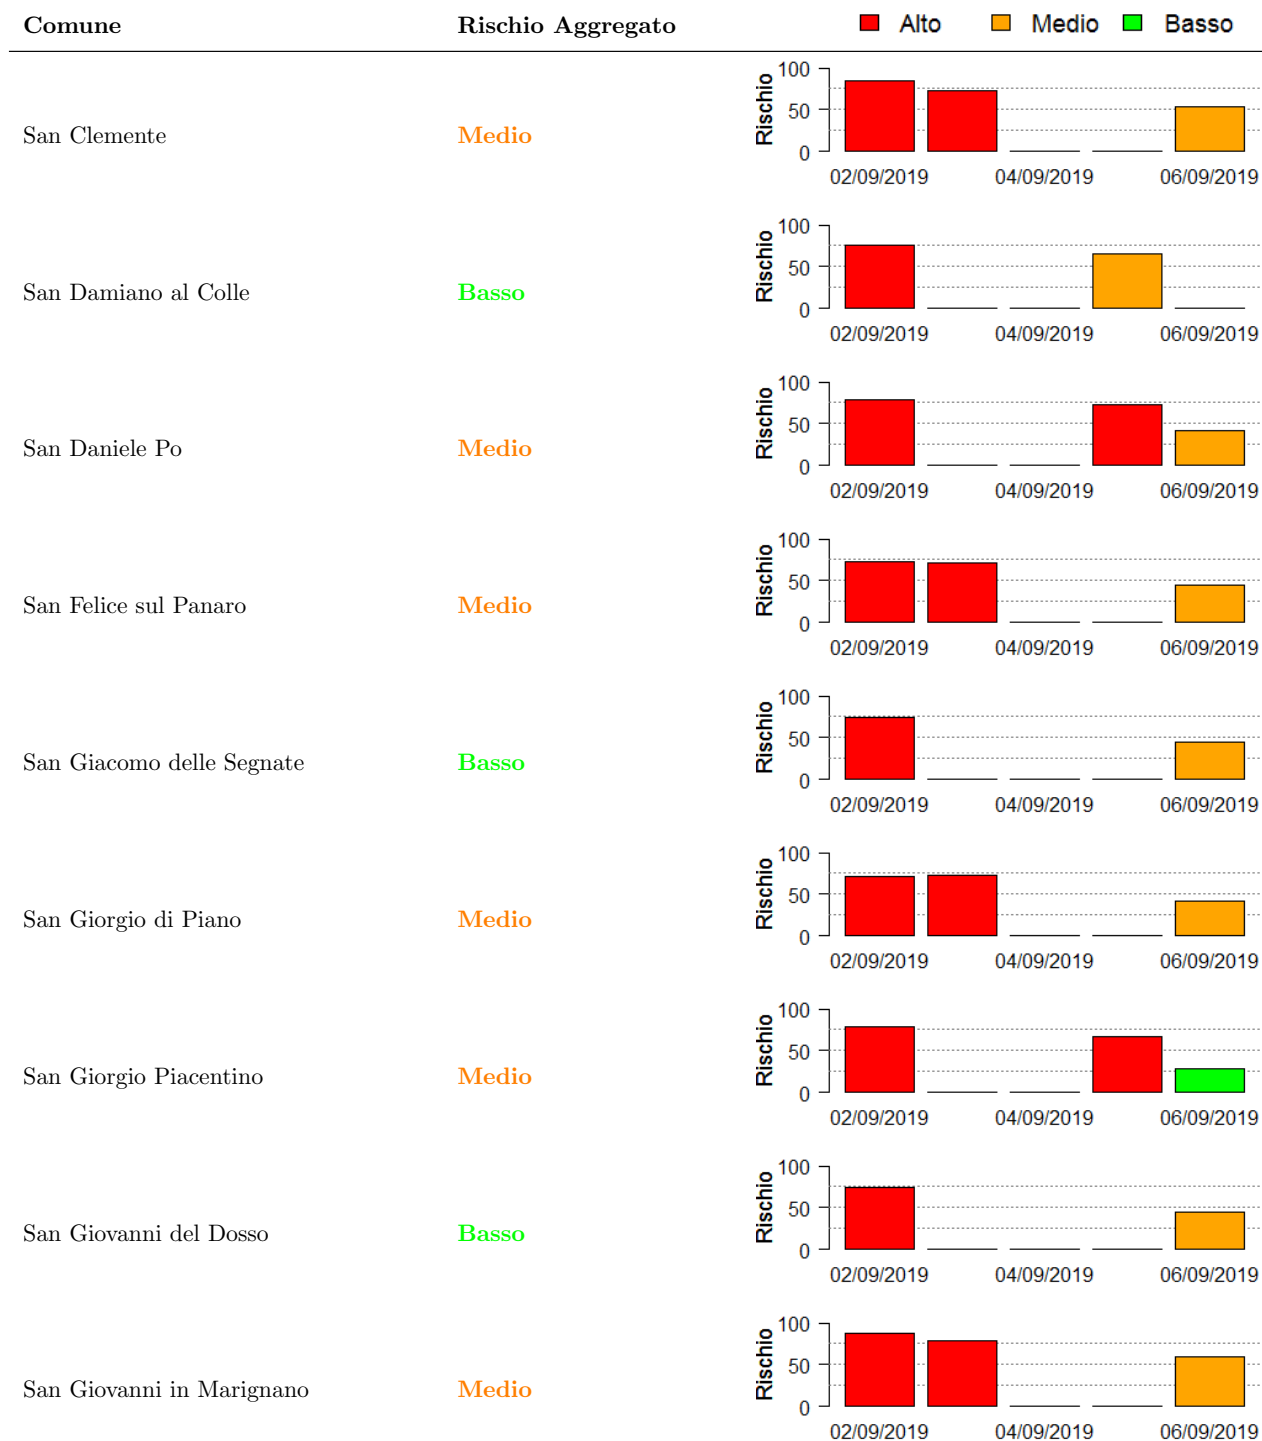 Comune Rischio Aggregato Alto Medio Basso
San Clemente Medio
Rischio
100
50
0
02/09/2019 04/09/2019 06/09/2019
San Damiano al Colle Basso
Rischio
100
50
0
02/09/2019 04/09/2019 06/09/2019
San Daniele Po Medio
Rischio
100
50
0
02/09/2019 04/09/2019 06/09/2019
San Felice sul Panaro Medio
Rischio
100
50
0
02/09/2019 04/09/2019 06/09/2019
San Giacomo delle Segnate Basso
Rischio
100
50
0
02/09/2019 04/09/2019 06/09/2019
San Giorgio di Piano Medio
Rischio
100
50
0
02/09/2019 04/09/2019 06/09/2019
San Giorgio Piacentino Medio
Rischio
100
50
0
02/09/2019 04/09/2019 06/09/2019
San Giovanni del Dosso Basso
Rischio
100
50
0
02/09/2019 04/09/2019 06/09/2019
San Giovanni in Marignano Medio
Rischio
100
50
0
02/09/2019 04/09/2019 06/09/2019